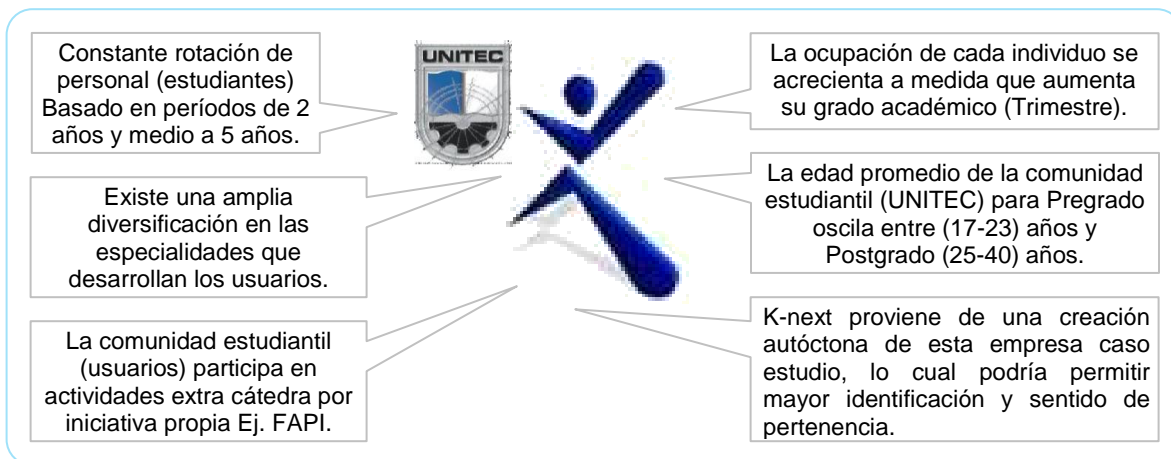 Constante rotación de
personal (estudiantes)
Basado en períodos de 2
años y medio a 5 años.
Existe una amplia
diversificación en las
especialidades que
desarrollan los usuarios.
La comunidad estudiantil
(usuarios) participa en
actividades extra cátedra por
iniciativa propia Ej. FAPI.
UNITEC
La ocupación de cada individuo se
acrecienta a medida que aumenta
su grado académico (Trimestre).
La edad promedio de la comunidad
estudiantil (UNITEC) para Pregrado
oscila entre (17-23) años y
Postgrado (25-40) años.
K-next proviene de una creación
autóctona de esta empresa caso
estudio, lo cual podría permitir
mayor identificación y sentido de
pertenencia.